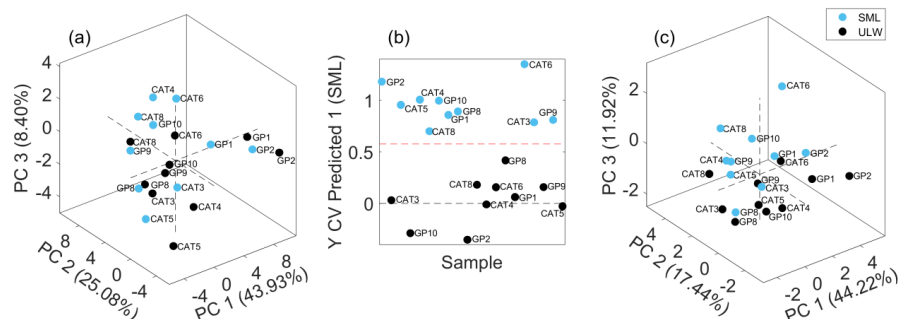 (a)
4
2
0
-2
-4
PC 3 (8.40%)
CAT4
CAT6
CAT8
GP10
CAT6
GP1
CAT8
GP9
GP2
GP2
GP10
GP9
GP8
GP8
CAT3
CAT3
CAT4
CAT5
CAT5
8
4
0
-4
PC 2 (25.08%)
-4
0
4
8
PC 1 (43.93%)
(b)
1
0.5
0
Y CV Predicted 1 (SML)
CAT6
GP2
CAT4
CAT5
GP10
GP8
GP1
GP9
CAT3
CAT8
GP8
CAT8
CAT6
GP9
CAT3
GP1
CAT4
CAT5
GP10
GP2
Sample
(c)
SML
ULW
2
0
-2
PC 3 (11.92%)
CAT6
CAT8
GP10
GP1
GP2
CAT4
GP9
CAT6
CAT8
CAT5
GP9
GP1
GP2
CAT3
CAT5
CAT3
GP8
CAT4
GP8
GP10
4
2
0
-2
PC 2 (17.44%)
-2
0
2
4
PC 1 (44.22%)